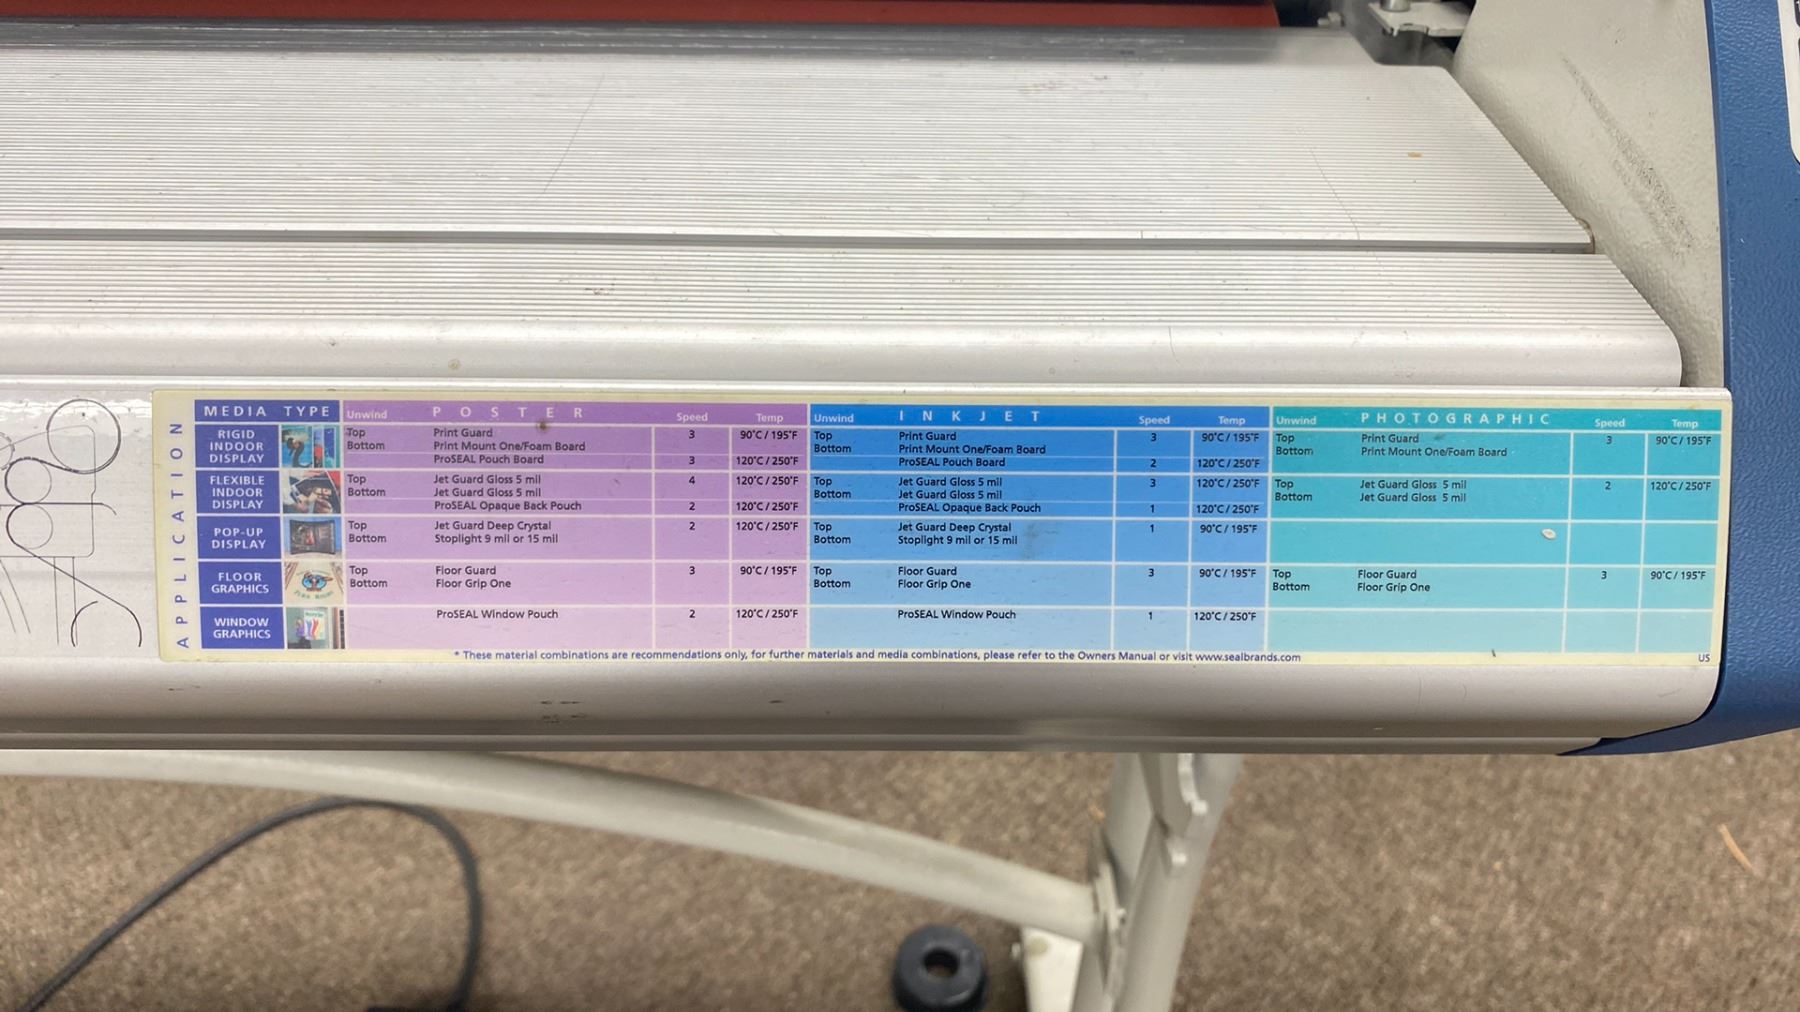 APPLICATION
MEDIA TYPE Unwind POSTER Speed Temp Unwind INKJET Speed Temp Unwind PHOTOGRAPHIC Speed Temp
RIGID INDOOR DISPLAY
Top Print Guard 3 90°C / 195°F Top Print Guard 3 90°C / 195°F Top Print Guard 3 90°C / 195°F
Bottom Print Mount One/Foam Board Bottom Print Mount One/Foam Board Bottom Print Mount One/Foam Board
ProSEAL Pouch Board 3 120°C / 250°F ProSEAL Pouch Board 2 120°C / 250°F
FLEXIBLE INDOOR DISPLAY
Top Jet Guard Gloss 5 mil 4 120°C / 250°F Top Jet Guard Gloss 5 mil 3 120°C / 250°F Top Jet Guard Gloss 5 mil 2 120°C / 250°F
Bottom Jet Guard Gloss 5 mil Bottom Jet Guard Gloss 5 mil Bottom Jet Guard Gloss 5 mil
ProSEAL Opaque Back Pouch 2 120°C / 250°F ProSEAL Opaque Back Pouch 1 120°C / 250°F
POP-UP DISPLAY
Top Jet Guard Deep Crystal 2 120°C / 250°F Top Jet Guard Deep Crystal 1 90°C / 195°F
Bottom Stoplight 9 mil or 15 mil Bottom Stoplight 9 mil or 15 mil
FLOOR GRAPHICS
Top Floor Guard 3 90°C / 195°F Top Floor Guard 3 90°C / 195°F Top Floor Guard 3 90°C / 195°F
Bottom Floor Grip One Bottom Floor Grip One Bottom Floor Grip One
WINDOW GRAPHICS
ProSEAL Window Pouch 2 120°C / 250°F ProSEAL Window Pouch 1 120°C / 250°F
* These material combinations are recommendations only, for further materials and media combinations, please refer to the Owners Manual or visit www.sealbrands.com
US